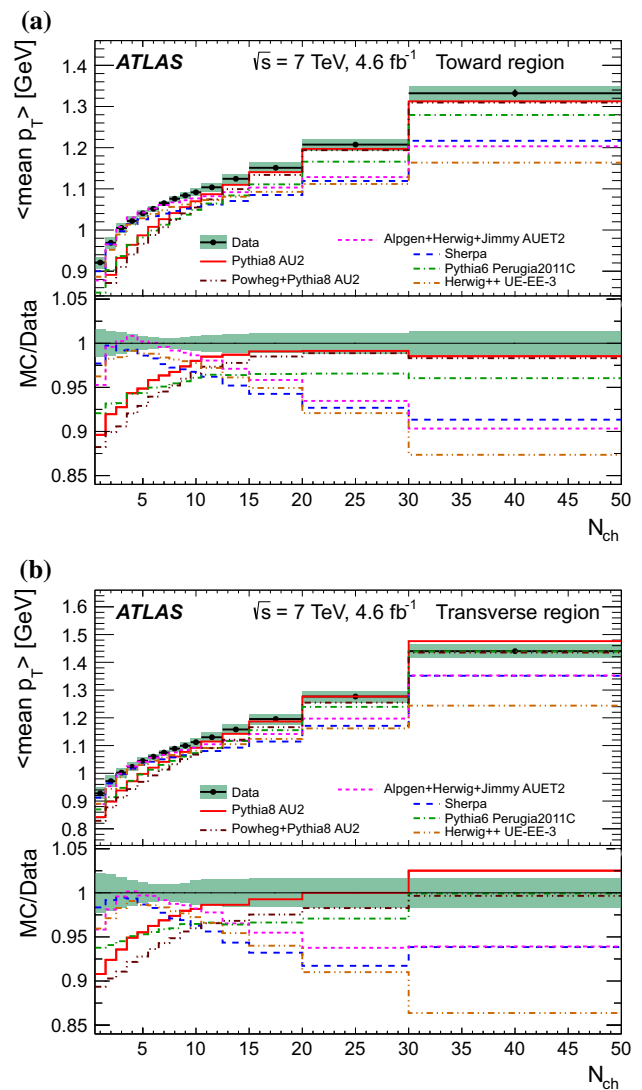 (a)
ATLAS √s = 7 TeV, 4.6 fb⁻¹ Toward region
<mean p_T> [GeV]
1.4
1.3
1.2
1.1
1
0.9
Data
Pythia8 AU2
Powheg+Pythia8 AU2
Alpgen+Herwig+Jimmy AUET2
Sherpa
Pythia6 Perugia2011C
Herwig++ UE-EE-3
MC/Data
1.05
1
0.95
0.9
0.85
5 10 15 20 25 30 35 40 45 50
N_ch
(b)
ATLAS √s = 7 TeV, 4.6 fb⁻¹ Transverse region
<mean p_T> [GeV]
1.6
1.5
1.4
1.3
1.2
1.1
1
0.9
0.8
Data
Pythia8 AU2
Powheg+Pythia8 AU2
Alpgen+Herwig+Jimmy AUET2
Sherpa
Pythia6 Perugia2011C
Herwig++ UE-EE-3
MC/Data
1.05
1
0.95
0.9
0.85
5 10 15 20 25 30 35 40 45 50
N_ch